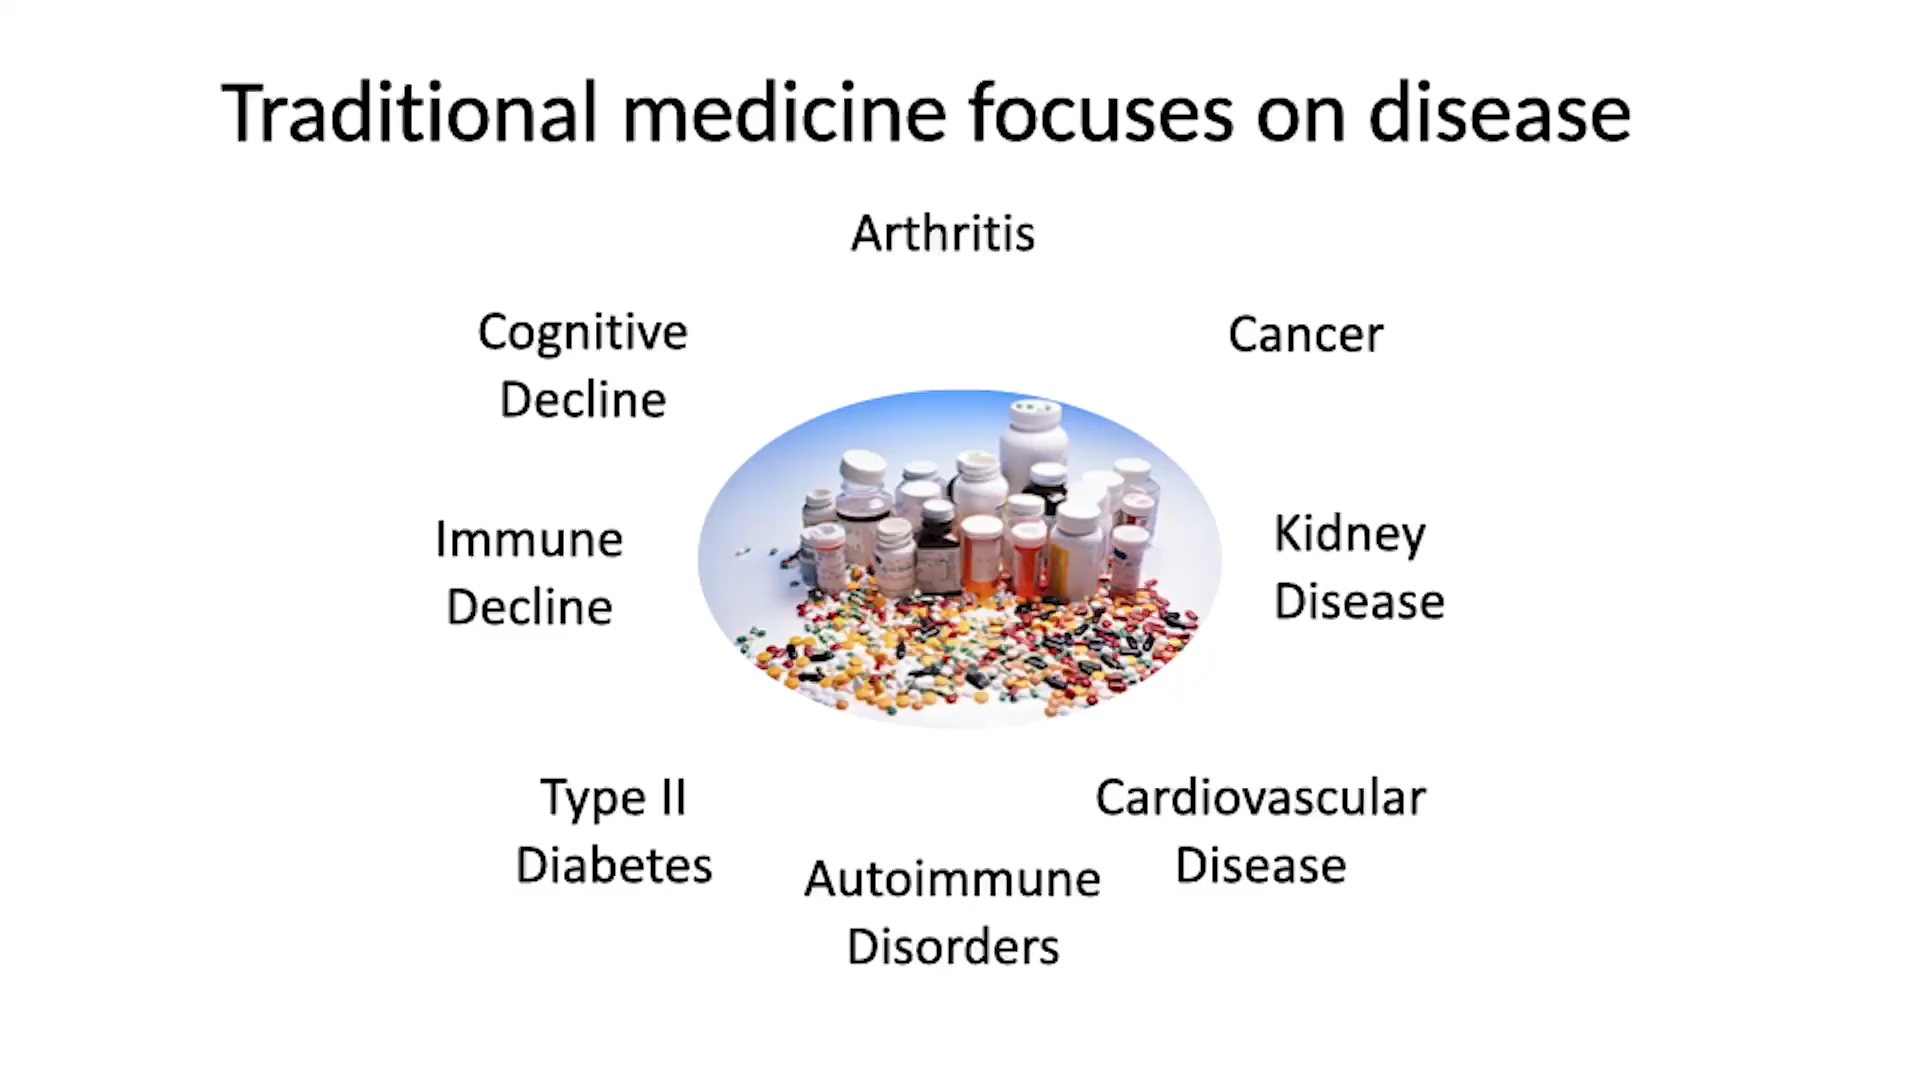 Traditional medicine focuses on disease
Arthritis
Cognitive
Decline
Cancer
Immune
Decline
Kidney
Disease
Type II
Diabetes
Autoimmune
Disorders
Cardiovascular
Disease